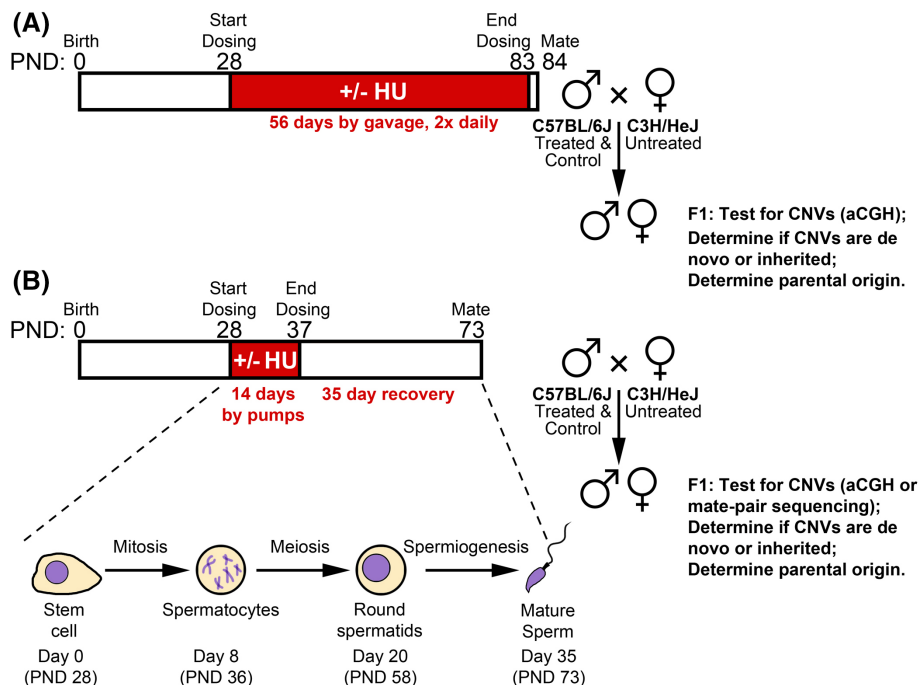 (A)
Birth
Start
Dosing
End
Dosing
Mate
PND: 0 28 83 84
+/- HU
56 days by gavage, 2x daily
♂ × ♀
C57BL/6J C3H/HeJ
Treated & Untreated
Control
♂♀
F1: Test for CNVs (aCGH);
Determine if CNVs are de
novo or inherited;
Determine parental origin.
(B)
Birth
Start
Dosing
End
Dosing
Mate
PND: 0 28 37 73
+/- HU
14 days
by pumps
35 day recovery
♂ × ♀
C57BL/6J C3H/HeJ
Treated & Untreated
Control
♂♀
F1: Test for CNVs (aCGH or
mate-pair sequencing);
Determine if CNVs are de
novo or inherited;
Determine parental origin.
Mitosis Meiosis Spermiogenesis
Stem
cell
Day 0
(PND 28)
Spermatocytes
Day 8
(PND 36)
Round
spermatids
Day 20
(PND 58)
Mature
Sperm
Day 35
(PND 73)